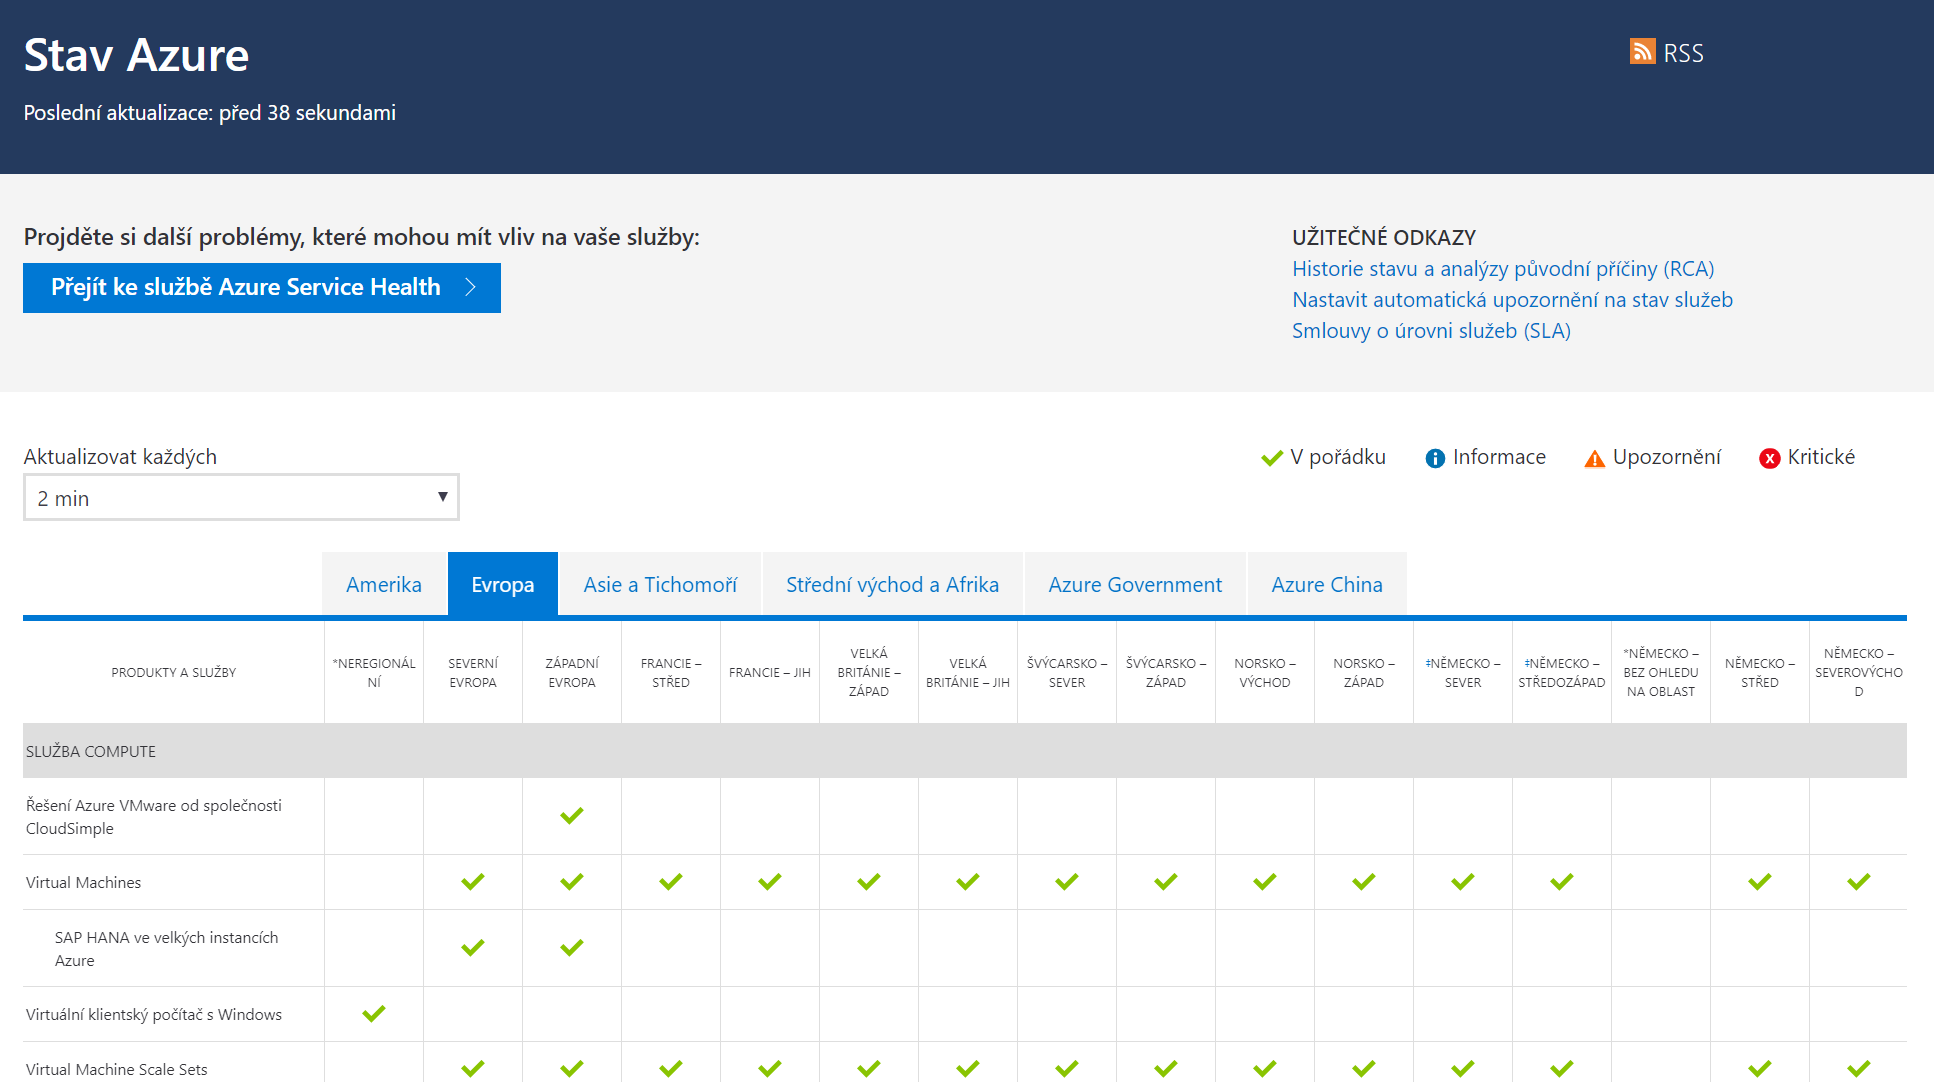 Stav Azure
RSS
Poslední aktualizace: před 38 sekundami
Projděte si další problémy, které mohou mít vliv na vaše služby:
Přejít ke službě Azure Service Health
UŽITEČNÉ ODKAZY
Historie stavu a analýzy původní příčiny (RCA)
Nastavit automatická upozornění na stav služeb
Smlouvy o úrovni služeb (SLA)
Aktualizovat každých
2 min
V pořádku
Informace
Upozornění
Kritické
Amerika
Evropa
Asie a Tichomoří
Střední východ a Afrika
Azure Government
Azure China
PRODUKTY A SLUŽBY
*NEREGIONÁL
NÍ
SEVERNÍ
EVROPA
ZÁPADNÍ
EVROPA
FRANCIE –
STŘED
FRANCIE – JIH
VELKÁ
BRITÁNIE –
ZÁPAD
VELKÁ
BRITÁNIE – JIH
ŠVÝCARSKO –
SEVER
ŠVÝCARSKO –
ZÁPAD
NORSKO –
VÝCHOD
NORSKO –
ZÁPAD
‡NĚMECKO –
SEVER
‡NĚMECKO –
STŘEDOZÁPAD
*NĚMECKO –
BEZ OHLEDU
NA OBLAST
NĚMECKO –
STŘED
NĚMECKO –
SEVEROVÝCHO
D
SLUŽBA COMPUTE
Řešení Azure VMware od společnosti
CloudSimple
Virtual Machines
SAP HANA ve velkých instancích
Azure
Virtuální klientský počítač s Windows
Virtual Machine Scale Sets